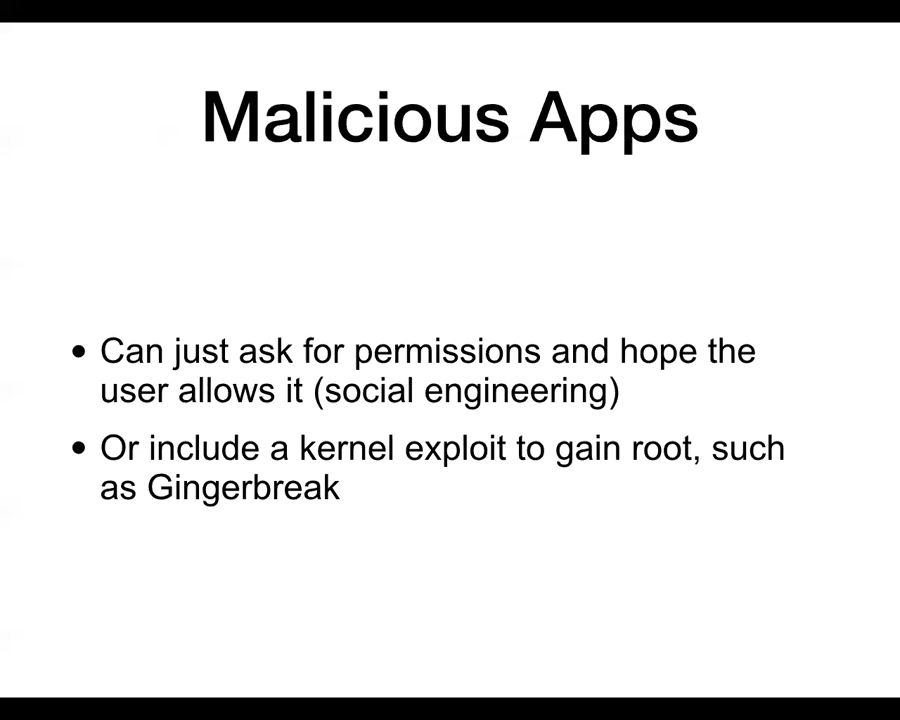 Malicious Apps
• Can just ask for permissions and hope the
user allows it (social engineering)
• Or include a kernel exploit to gain root, such
as Gingerbreak